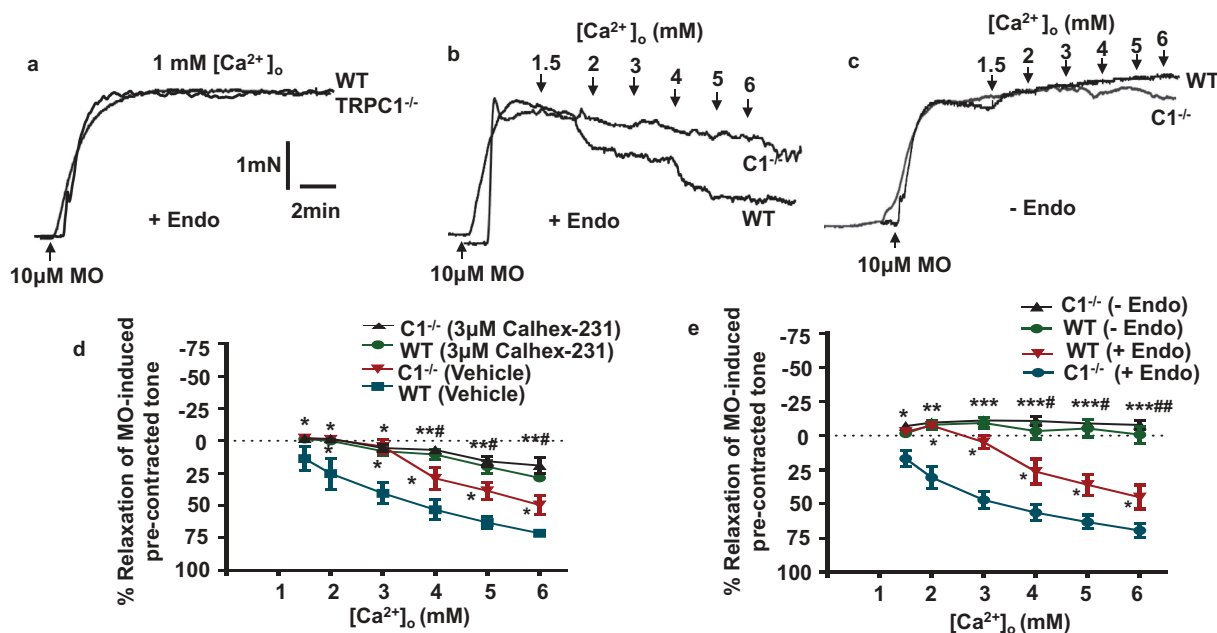 a
1 mM [Ca²⁺]ₒ
WT
TRPC1⁻/⁻
1mN
2min
+ Endo
10µM MO
b
[Ca²⁺]ₒ (mM)
1.5 2 3 4 5 6
C1⁻/⁻
WT
+ Endo
10µM MO
c
[Ca²⁺]ₒ (mM)
1.5 2 3 4 5 6
WT
C1⁻/⁻
- Endo
10µM MO
d
C1⁻/⁻ (3µM Calhex-231)
WT (3µM Calhex-231)
C1⁻/⁻ (Vehicle)
WT (Vehicle)
% Relaxation of MO-induced
pre-contracted tone
-75
-50
-25
0
25
50
75
100
* * * **# **# **#
* * * * *
1 2 3 4 5 6
[Ca²⁺]ₒ (mM)
e
C1⁻/⁻ (- Endo)
WT (- Endo)
WT (+ Endo)
C1⁻/⁻ (+ Endo)
% Relaxation of MO-induced
pre-contracted tone
-75
-50
-25
0
25
50
75
100
* ** *** ***# ***# ***##
* * * * *
1 2 3 4 5 6
[Ca²⁺]ₒ (mM)